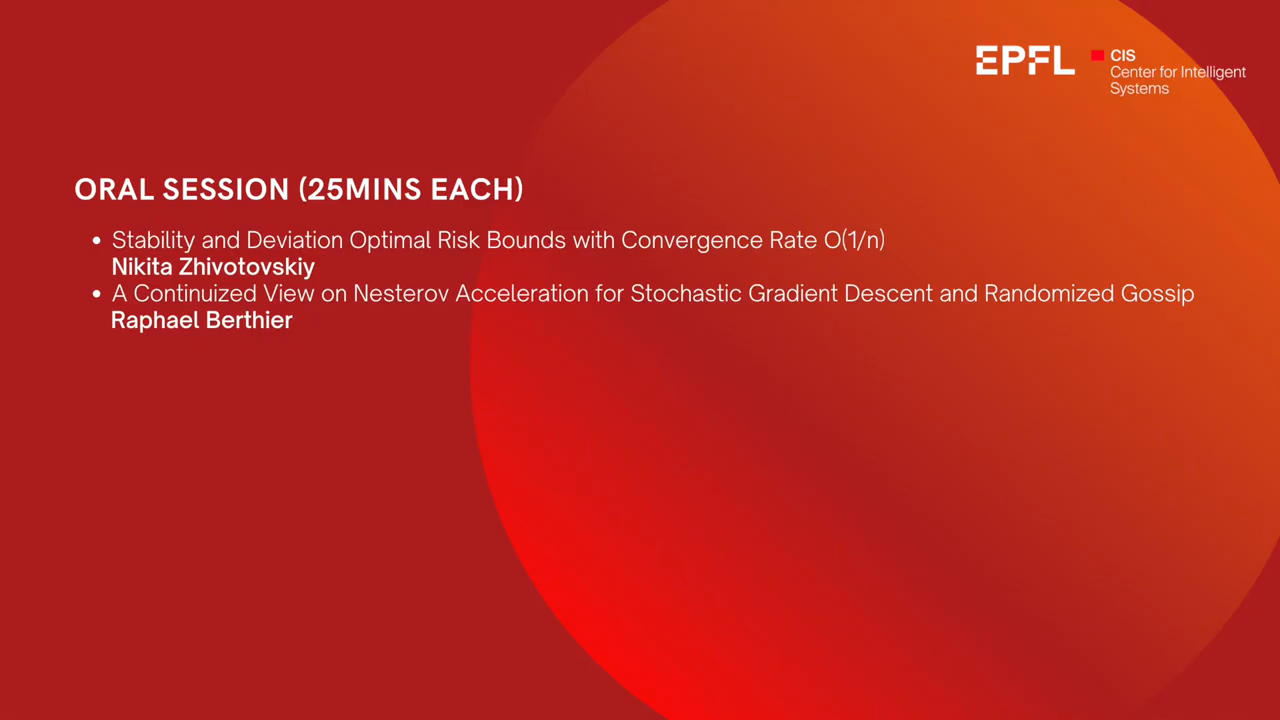 EPFL
CIS
Center for Intelligent
Systems
ORAL SESSION (25MINS EACH)
• Stability and Deviation Optimal Risk Bounds with Convergence Rate O(1/n)
Nikita Zhivotovskiy
• A Continuized View on Nesterov Acceleration for Stochastic Gradient Descent and Randomized Gossip
Raphael Berthier